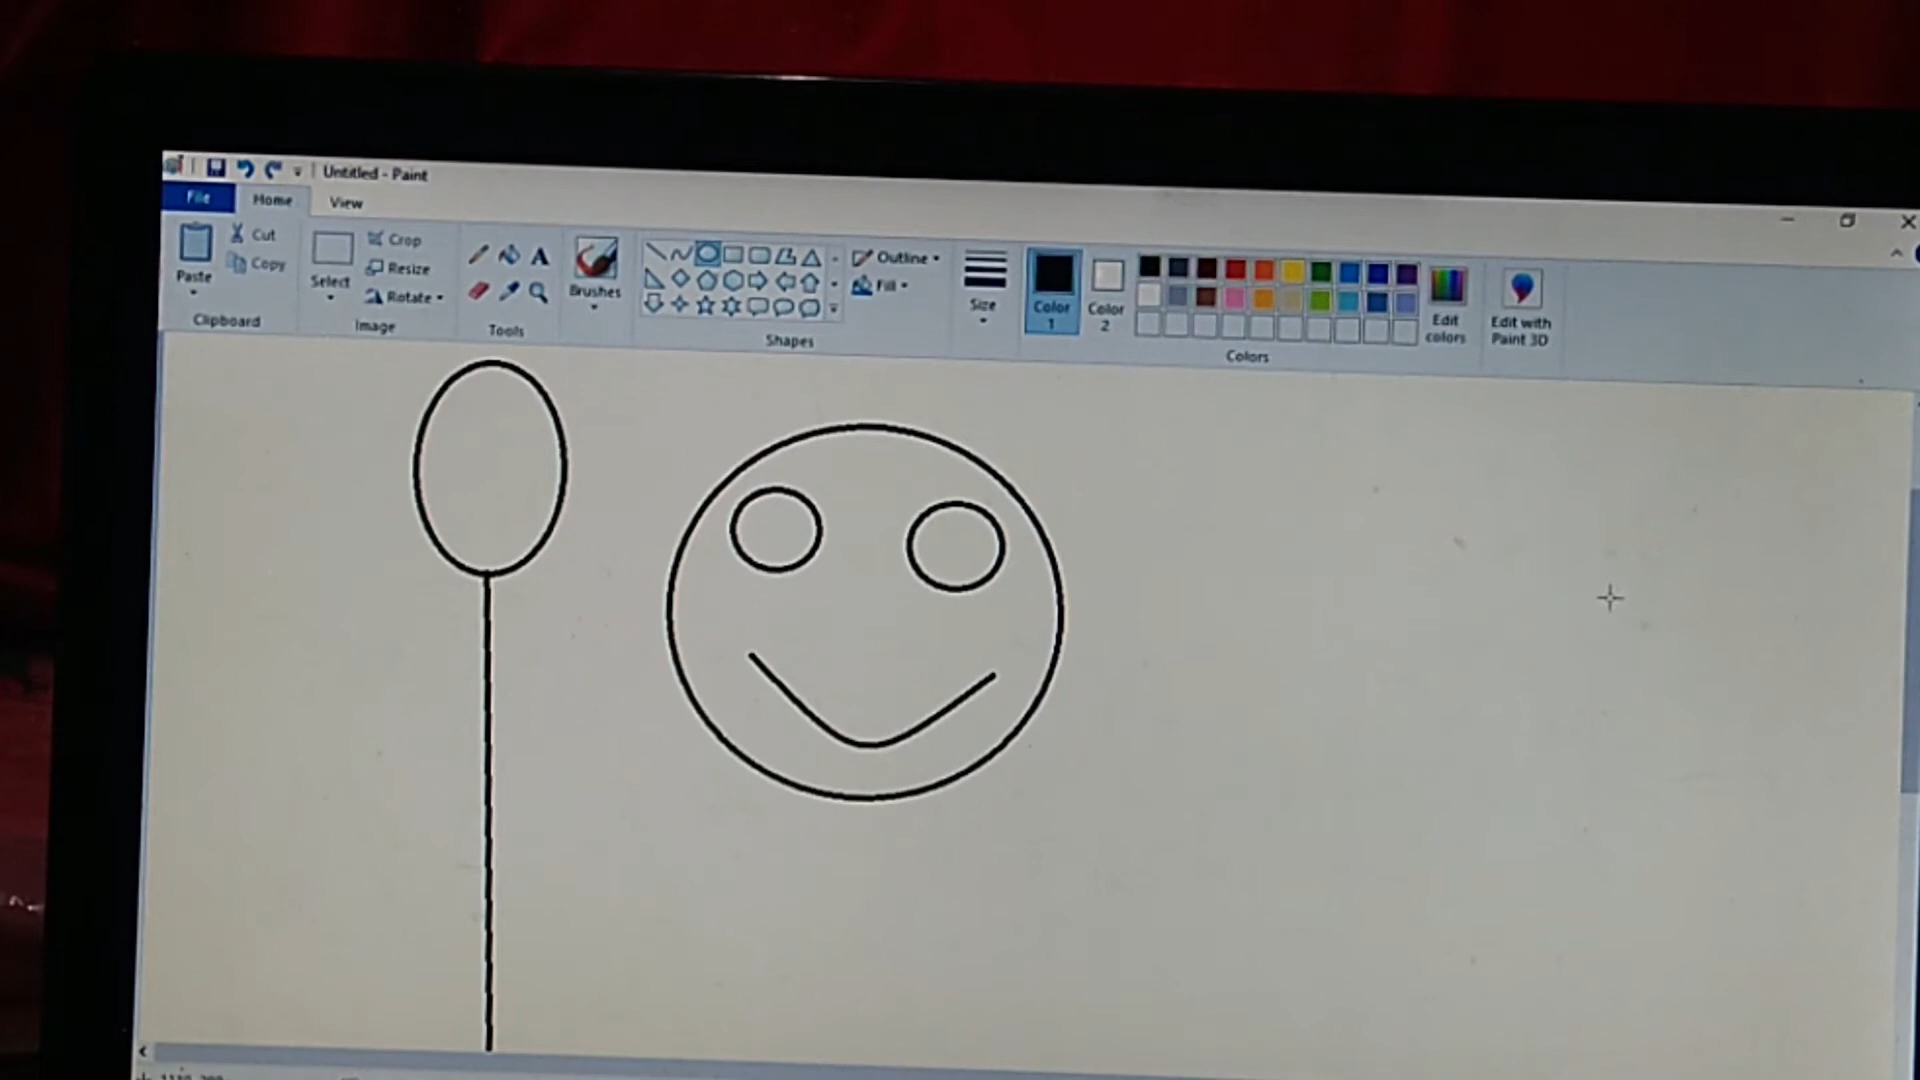 Untitled - Paint
File Home View
Paste Cut Copy
Clipboard
Select Crop Resize Rotate
Image
A
Tools
Brushes
Shapes
Outline
Fill
Size
Color 1
Color 2
Colors
Edit colors
Edit with Paint 3D